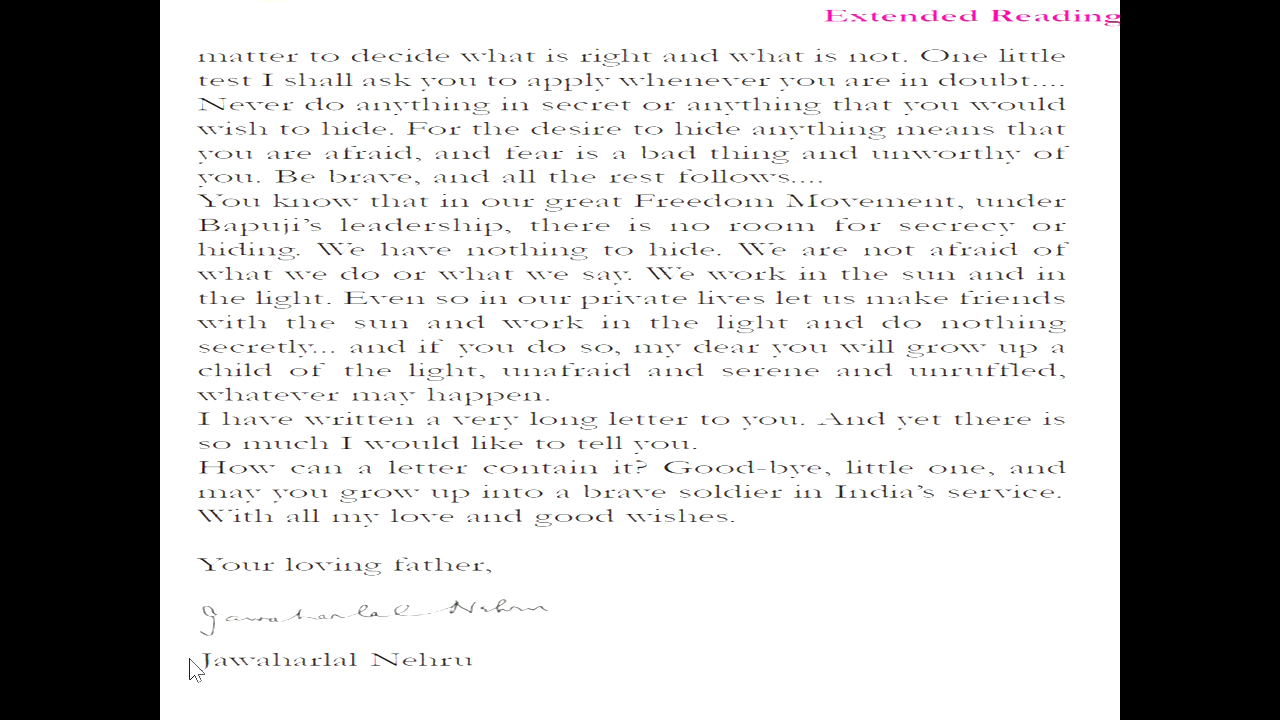 Extended Reading
matter to decide what is right and what is not. One little
test I shall ask you to apply whenever you are in doubt....
Never do anything in secret or anything that you would
wish to hide. For the desire to hide anything means that
you are afraid, and fear is a bad thing and unworthy of
you. Be brave, and all the rest follows....
You know that in our great Freedom Movement, under
Bapuji's leadership, there is no room for secrecy or
hiding. We have nothing to hide. We are not afraid of
what we do or what we say. We work in the sun and in
the light. Even so in our private lives let us make friends
with the sun and work in the light and do nothing
secretly... and if you do so, my dear you will grow up a
child of the light, unafraid and serene and unruffled,
whatever may happen.
I have written a very long letter to you. And yet there is
so much I would like to tell you.
How can a letter contain it? Good-bye, little one, and
may you grow up into a brave soldier in India's service.
With all my love and good wishes.
Your loving father,
Jawaharlal Nehru
Jawaharlal Nehru